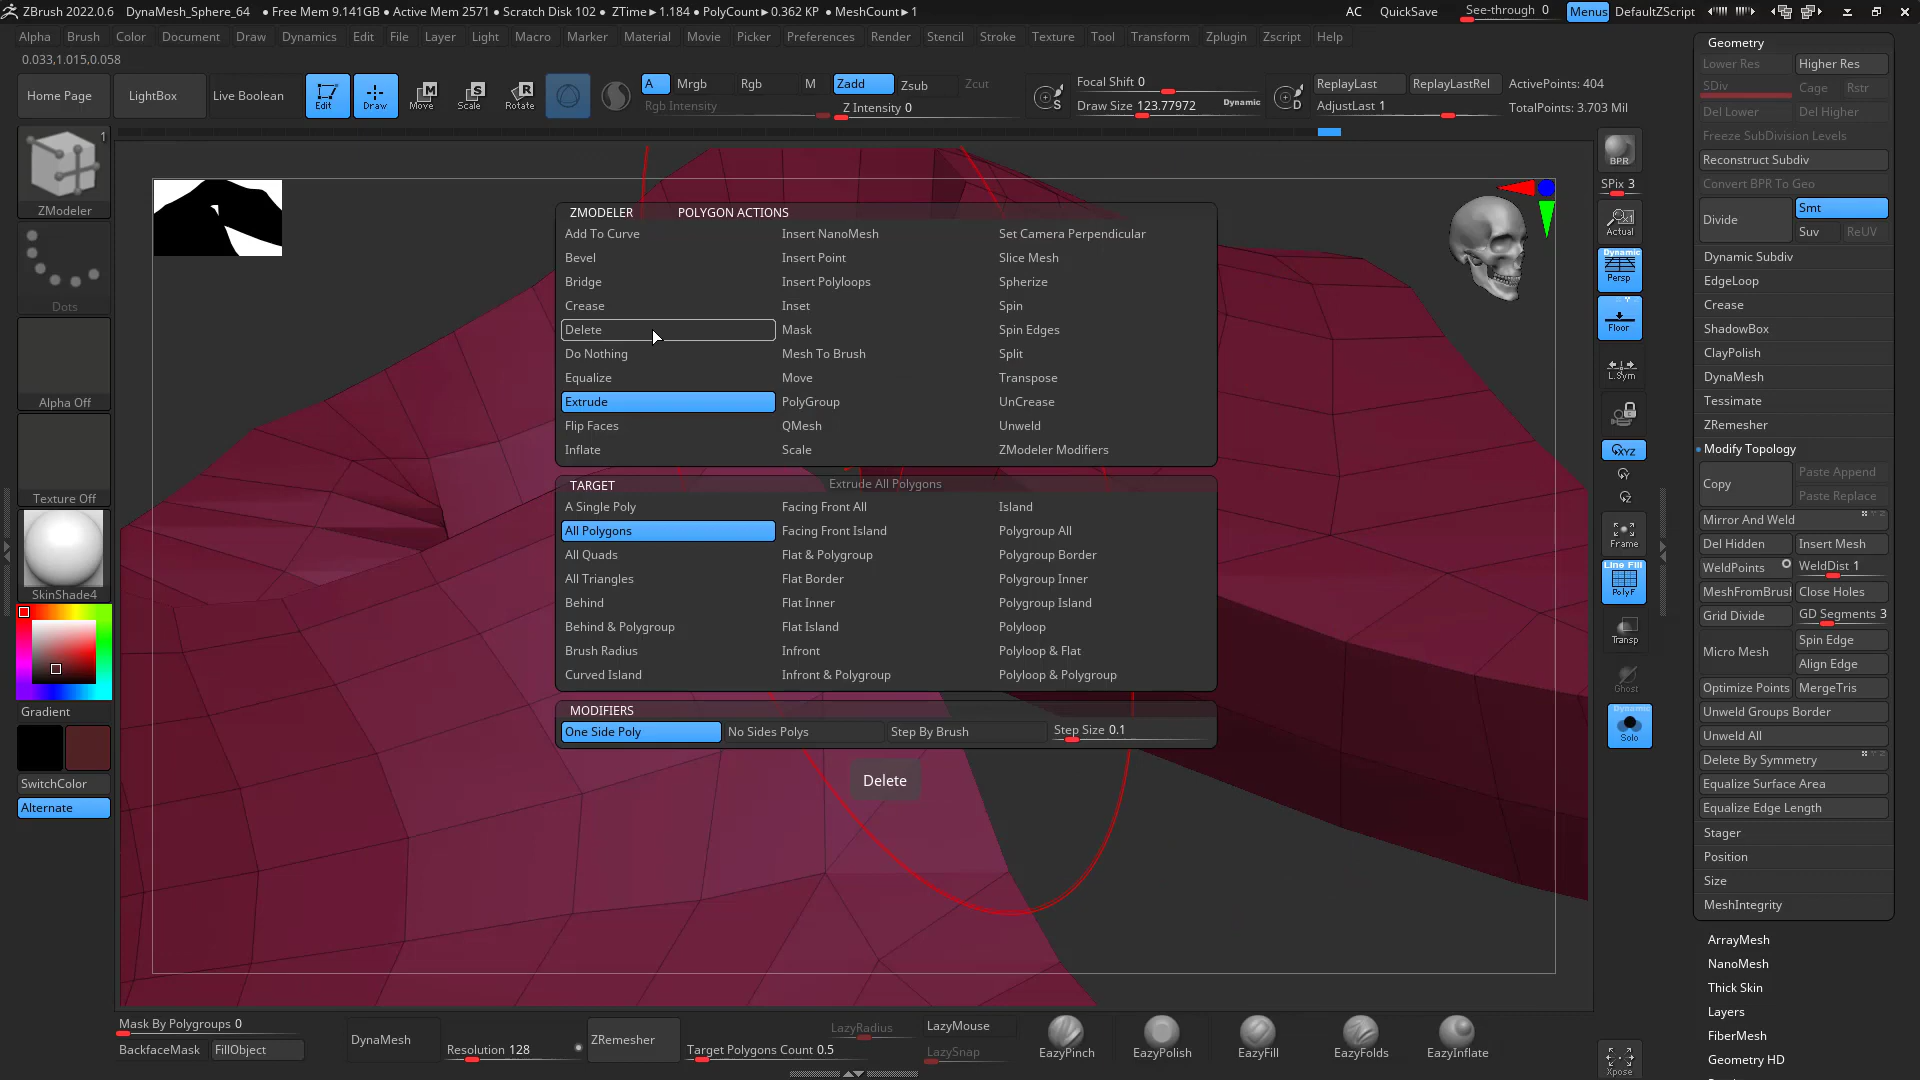 ZBrush 2022.0.6 DynaMesh_Sphere_64 ● Free Mem 9.141GB ● Active Mem 2571 ● Scratch Disk 102 ● ZTime►1.184 ● PolyCount►0.362 KP ● MeshCount►1 AC QuickSave See-through 0 Menus DefaultZScript
Alpha Brush Color Document Draw Dynamics Edit File Layer Light Macro Marker Material Movie Picker Preferences Render Stencil Stroke Texture Tool Transform Zplugin Zscript Help
0.033,1.015,0.058
Home Page LightBox Live Boolean Edit Draw Move Scale Rotate
A Mrgb Rgb M Zadd Zsub Zcut
Rgb Intensity Z Intensity 0
Focal Shift 0
Draw Size 123.77972 Dynamic
S D
ReplayLast ReplayLastRel ActivePoints: 404
AdjustLast 1 TotalPoints: 3.703 Mil
1
ZModeler
Dots
Alpha Off
Texture Off
SkinShade4
Gradient
SwitchColor
Alternate
ZMODELER POLYGON ACTIONS
Add To Curve Insert NanoMesh Set Camera Perpendicular
Bevel Insert Point Slice Mesh
Bridge Insert Polyloops Spherize
Crease Inset Spin
Delete Mask Spin Edges
Do Nothing Mesh To Brush Split
Equalize Move Transpose
Extrude PolyGroup UnCrease
Flip Faces QMesh Unweld
Inflate Scale ZModeler Modifiers
TARGET Extrude All Polygons
A Single Poly Facing Front All Island
All Polygons Facing Front Island Polygroup All
All Quads Flat & Polygroup Polygroup Border
All Triangles Flat Border Polygroup Inner
Behind Flat Inner Polygroup Island
Behind & Polygroup Flat Island Polyloop
Brush Radius Infront Polyloop & Flat
Curved Island Infront & Polygroup Polyloop & Polygroup
MODIFIERS
One Side Poly No Sides Polys Step By Brush Step Size 0.1
Delete
BPR
SPix 3
Actual
Dynamic
Persp
Floor
L.Sym
XYZ
Frame
Line Fill
PolyF
Transp
Ghost
Dynamic
Solo
Xpose
Geometry
Lower Res Higher Res
SDiv Cage Rstr
Del Lower Del Higher
Freeze SubDivision Levels
Reconstruct Subdiv
Convert BPR To Geo
Divide Smt
Suv ReUV
Dynamic Subdiv
EdgeLoop
Crease
ShadowBox
ClayPolish
DynaMesh
Tessimate
ZRemesher
Modify Topology
Copy Paste Append
Paste Replace
Mirror And Weld
Del Hidden Insert Mesh
WeldPoints WeldDist 1
MeshFromBrush Close Holes
Grid Divide GD Segments 3
Micro Mesh Spin Edge
Align Edge
Optimize Points MergeTris
Unweld Groups Border
Unweld All
Delete By Symmetry
Equalize Surface Area
Equalize Edge Length
Stager
Position
Size
MeshIntegrity
ArrayMesh
NanoMesh
Thick Skin
Layers
FiberMesh
Geometry HD
Mask By Polygroups 0
BackfaceMask FillObject
DynaMesh Resolution 128
ZRemesher Target Polygons Count 0.5
LazyRadius LazyMouse
LazySnap
EazyPinch EazyPolish EazyFill EazyFolds EazyInflate